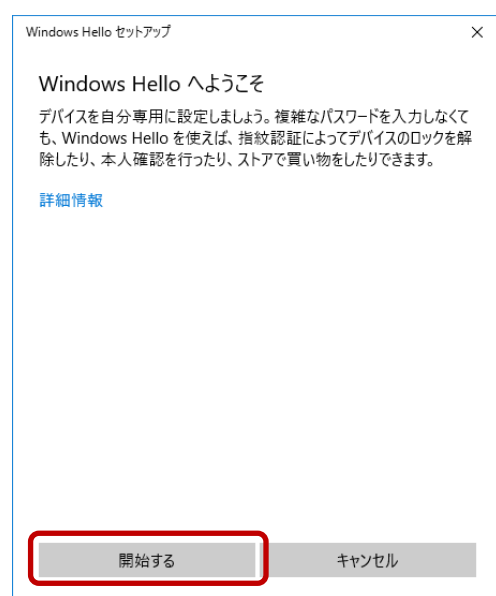 Windows Hello セットアップ
Windows Hello へようこそ
デバイスを自分専用に設定しましょう。複雑なパスワードを入力しなくて
も、Windows Hello を使えば、指紋認証によってデバイスのロックを解
除したり、本人確認を行ったり、ストアで買い物をしたりできます。
詳細情報
開始する
キャンセル